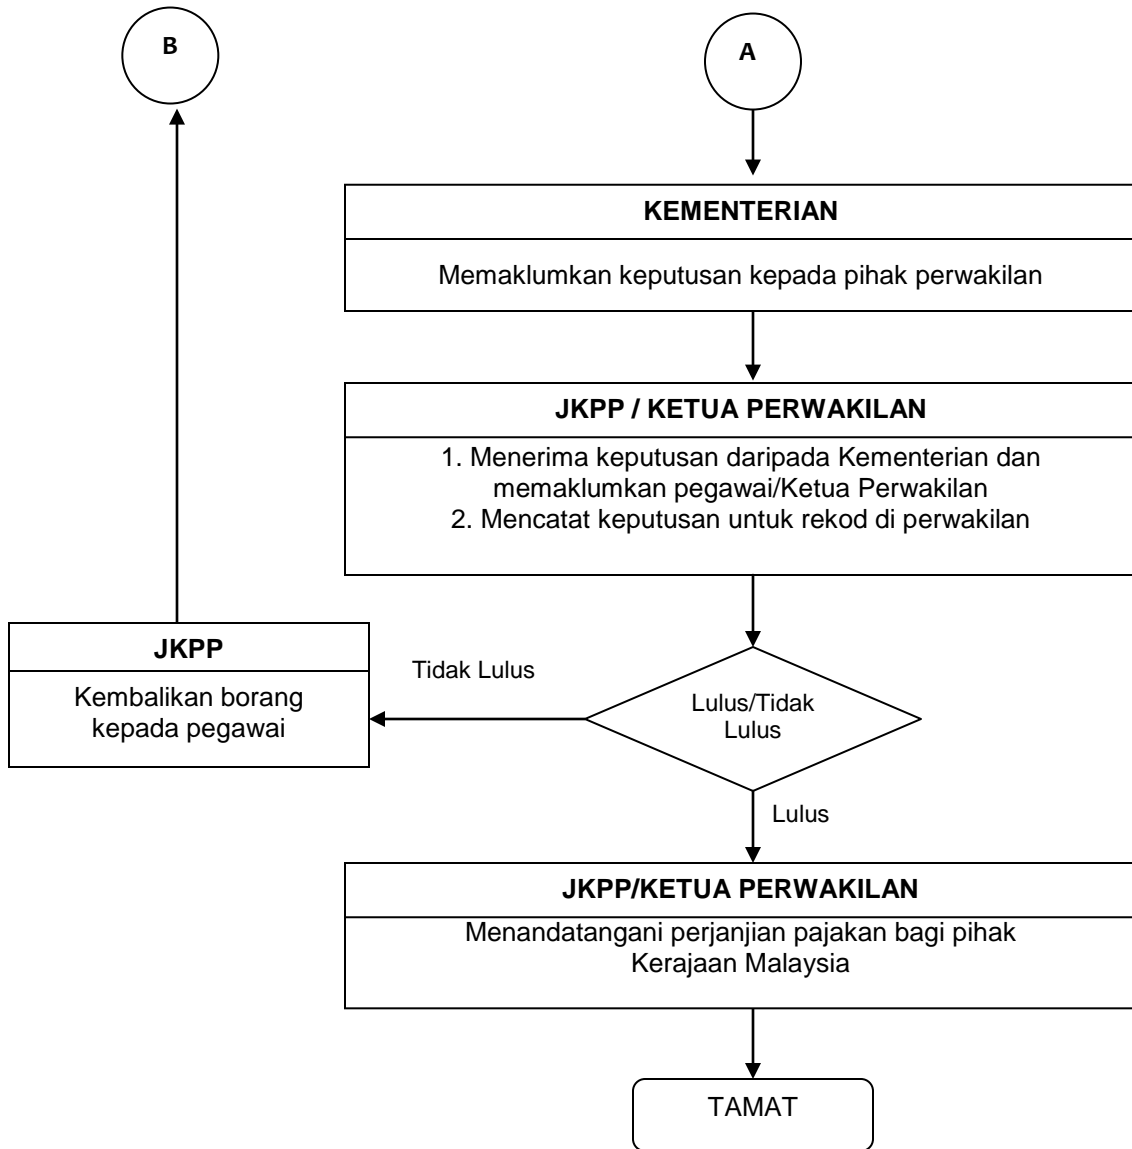 B
A
KEMENTERIAN
Memaklumkan keputusan kepada pihak perwakilan
JKPP / KETUA PERWAKILAN
1. Menerima keputusan daripada Kementerian dan
memaklumkan pegawai/Ketua Perwakilan
2. Mencatat keputusan untuk rekod di perwakilan
JKPP
Kembalikan borang
kepada pegawai
Tidak Lulus
Lulus/Tidak
Lulus
Lulus
JKPP/KETUA PERWAKILAN
Menandatangani perjanjian pajakan bagi pihak
Kerajaan Malaysia
TAMAT